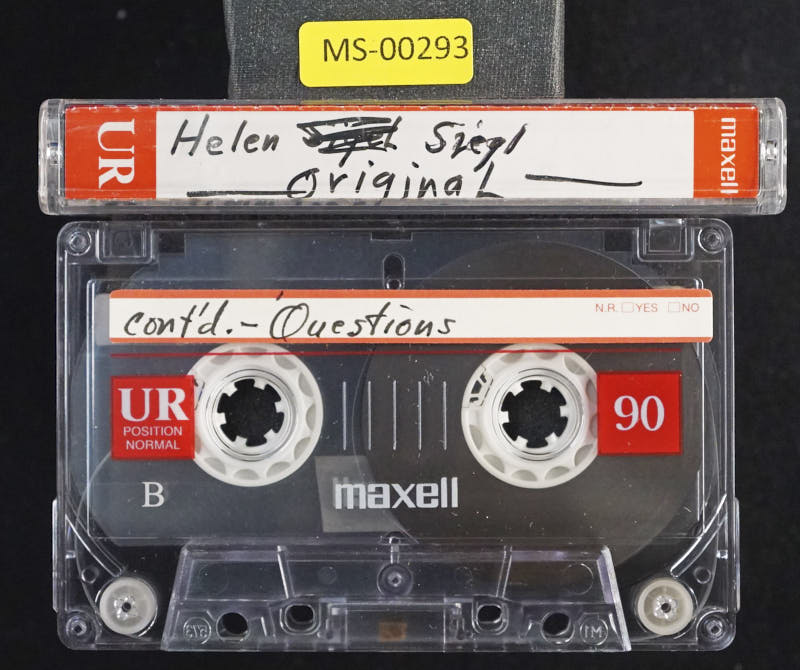 MS-00293
UR
Helen Siegl
Original
maxell
cont'd. - Questions
N.R. YES NO
UR
POSITION
NORMAL
90
B
maxell